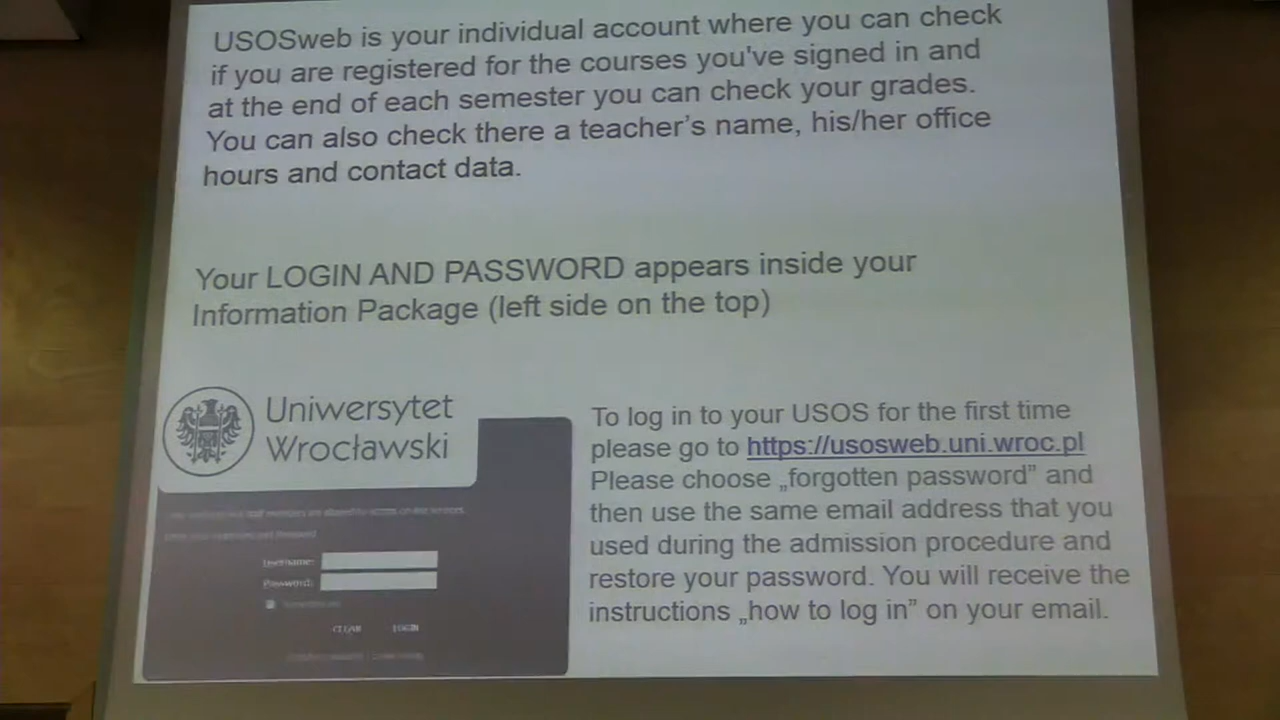 USOSweb is your individual account where you can check
if you are registered for the courses you've signed in and
at the end of each semester you can check your grades.
You can also check there a teacher’s name, his/her office
hours and contact data.
Your LOGIN AND PASSWORD appears inside your
Information Package (left side on the top)
Uniwersytet
Wrocławski
Username:
Password:
CLEAR LOGIN
To log in to your USOS for the first time
please go to https://usosweb.uni.wroc.pl
Please choose „forgotten password” and
then use the same email address that you
used during the admission procedure and
restore your password. You will receive the
instructions „how to log in” on your email.